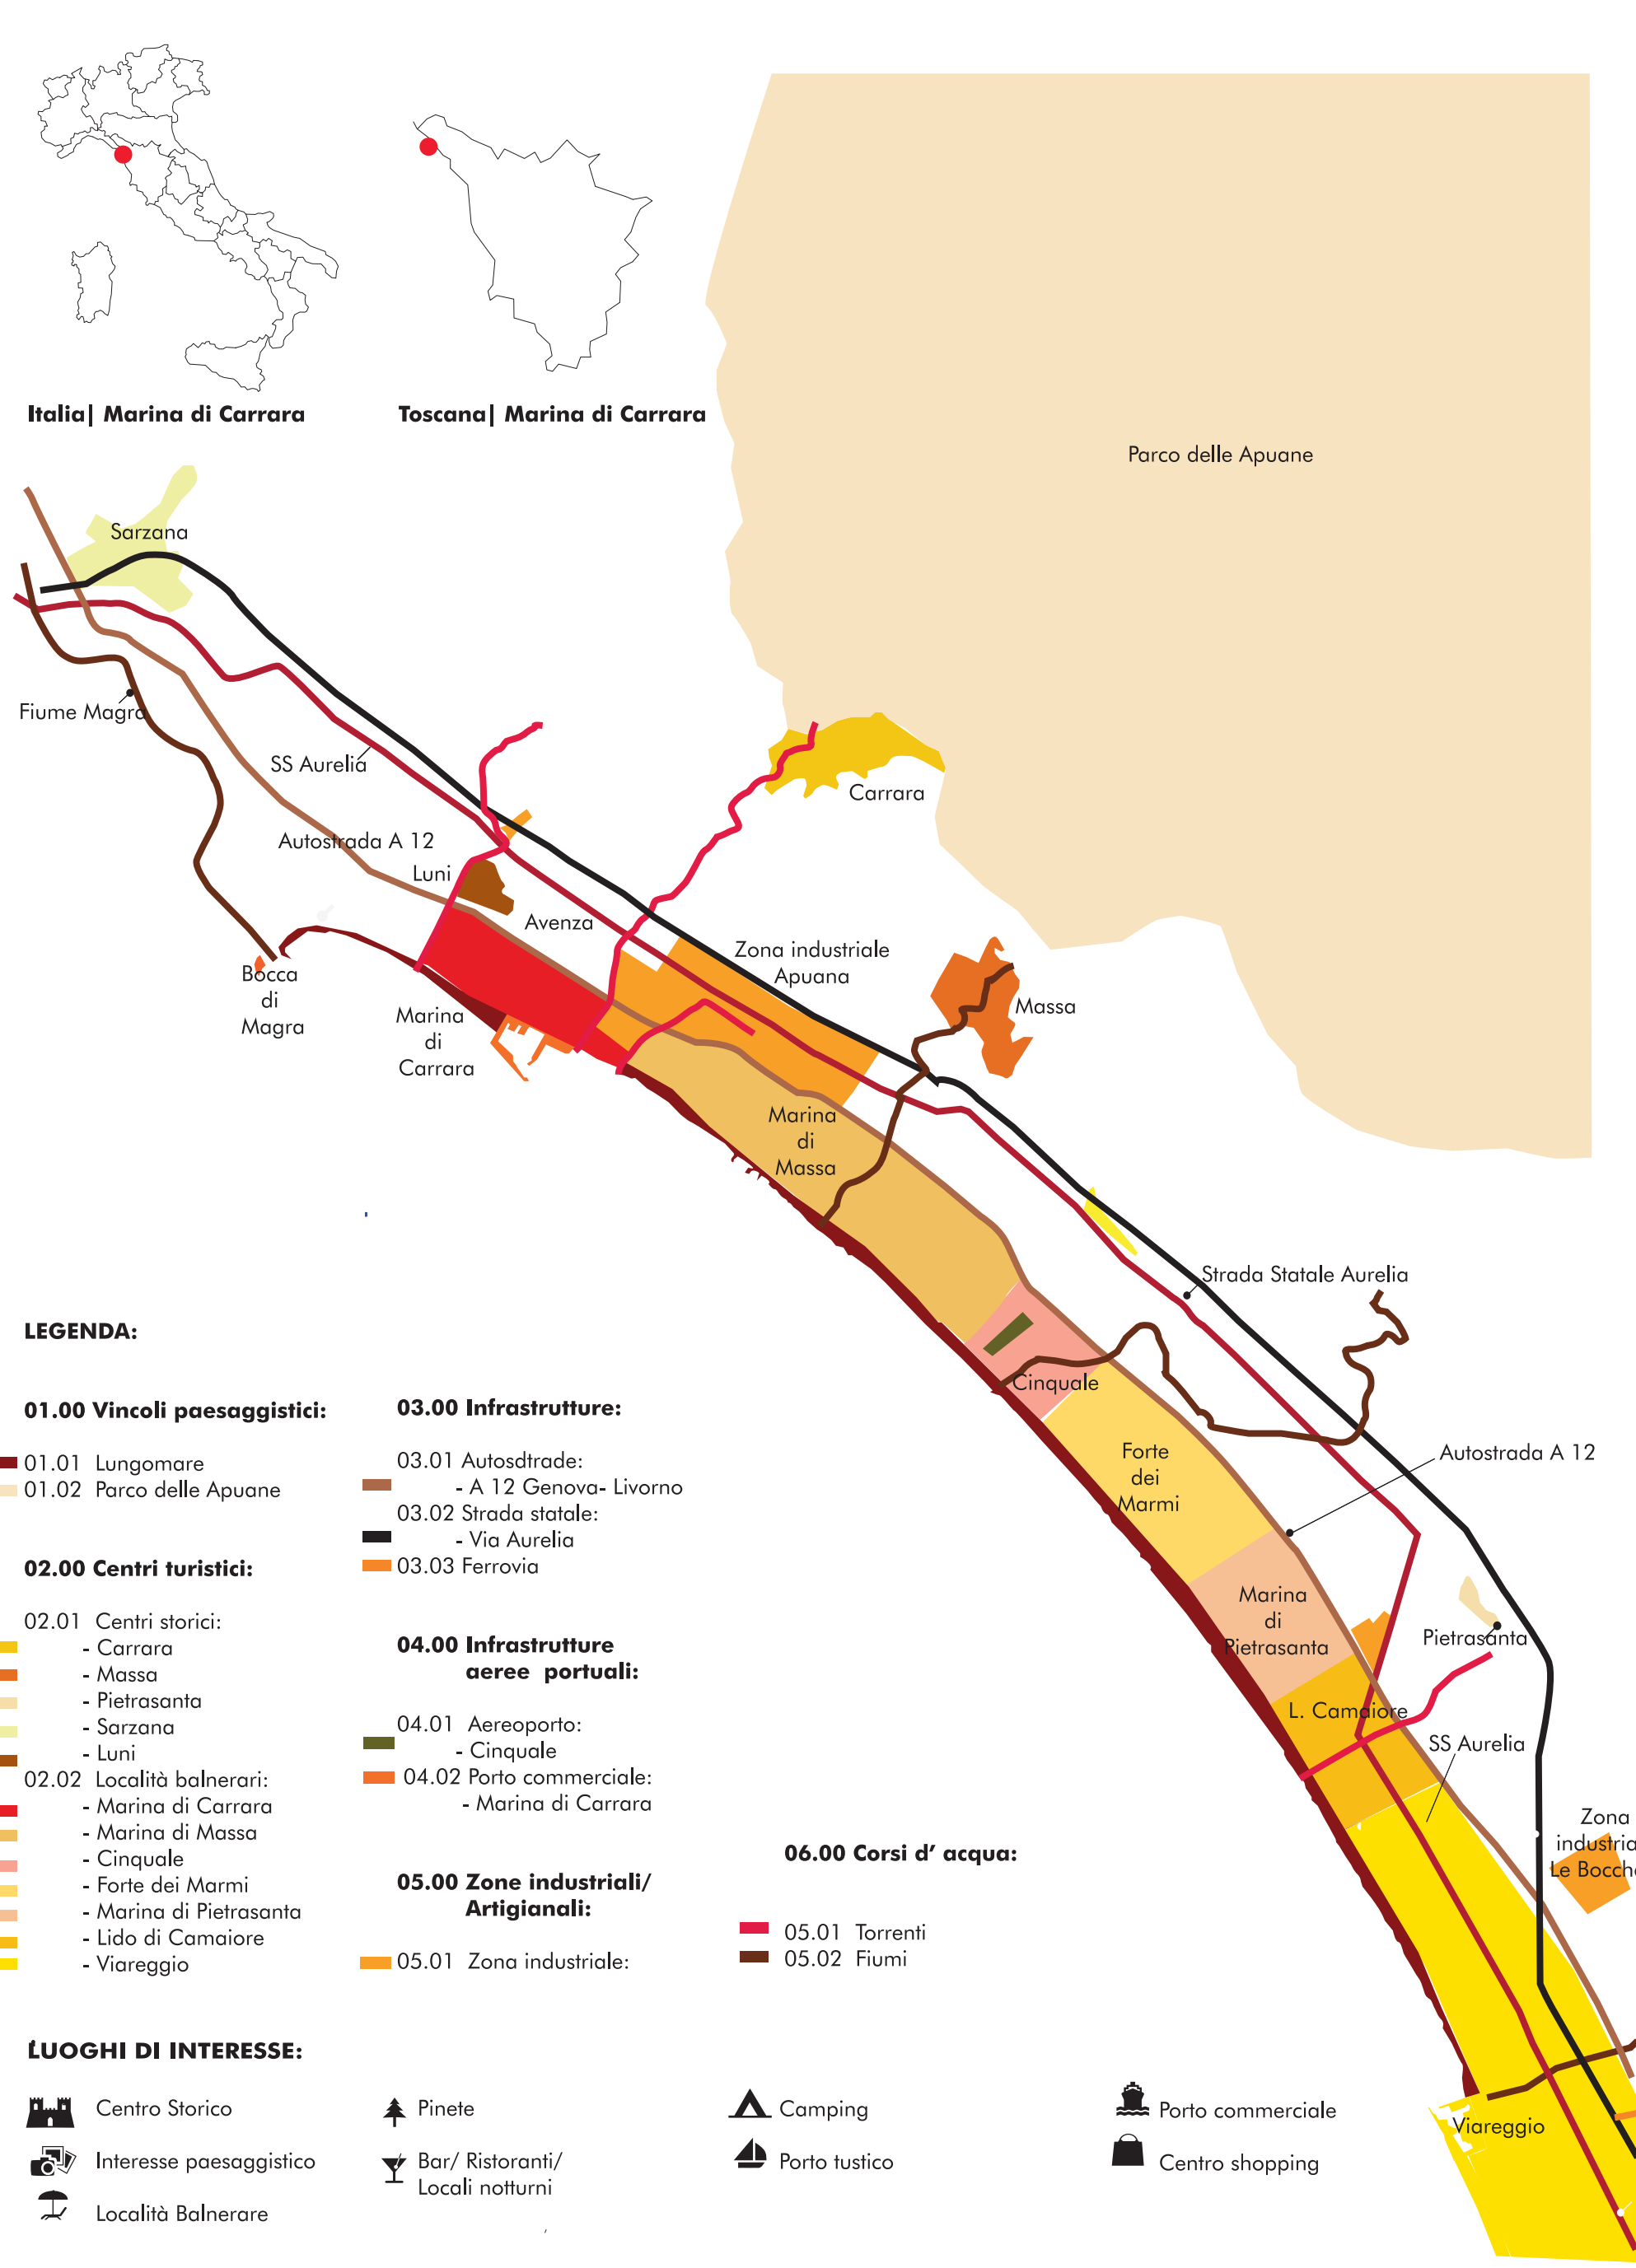 Italia| Marina di Carrara
Toscana| Marina di Carrara
Parco delle Apuane
Sarzana
Fiume Magra
SS Aurelia
Carrara
Autostrada A 12
Luni
Avenza
Zona industriale
Apuana
Bocca
di
Magra
Marina
di
Carrara
Massa
Marina
di
Massa
Strada Statale Aurelia
Cinquale
Forte
dei
Marmi
Autostrada A 12
Marina
di
Pietrasanta
Pietrasanta
L. Camaiore
SS Aurelia
Zona
industria
Le Bocch
Viareggio
LEGENDA:
01.00 Vincoli paesaggistici:
01.01 Lungomare
01.02 Parco delle Apuane
02.00 Centri turistici:
02.01 Centri storici:
- Carrara
- Massa
- Pietrasanta
- Sarzana
- Luni
02.02 Località balnerari:
- Marina di Carrara
- Marina di Massa
- Cinquale
- Forte dei Marmi
- Marina di Pietrasanta
- Lido di Camaiore
- Viareggio
03.00 Infrastrutture:
03.01 Autosdtrade:
- A 12 Genova- Livorno
03.02 Strada statale:
- Via Aurelia
03.03 Ferrovia
04.00 Infrastrutture
aeree portuali:
04.01 Aereoporto:
- Cinquale
04.02 Porto commerciale:
- Marina di Carrara
05.00 Zone industriali/
Artigianali:
05.01 Zona industriale:
06.00 Corsi d' acqua:
05.01 Torrenti
05.02 Fiumi
LUOGHI DI INTERESSE:
Centro Storico
Interesse paesaggistico
Località Balnerare
Pinete
Bar/ Ristoranti/
Locali notturni
Camping
Porto tustico
Porto commerciale
Centro shopping